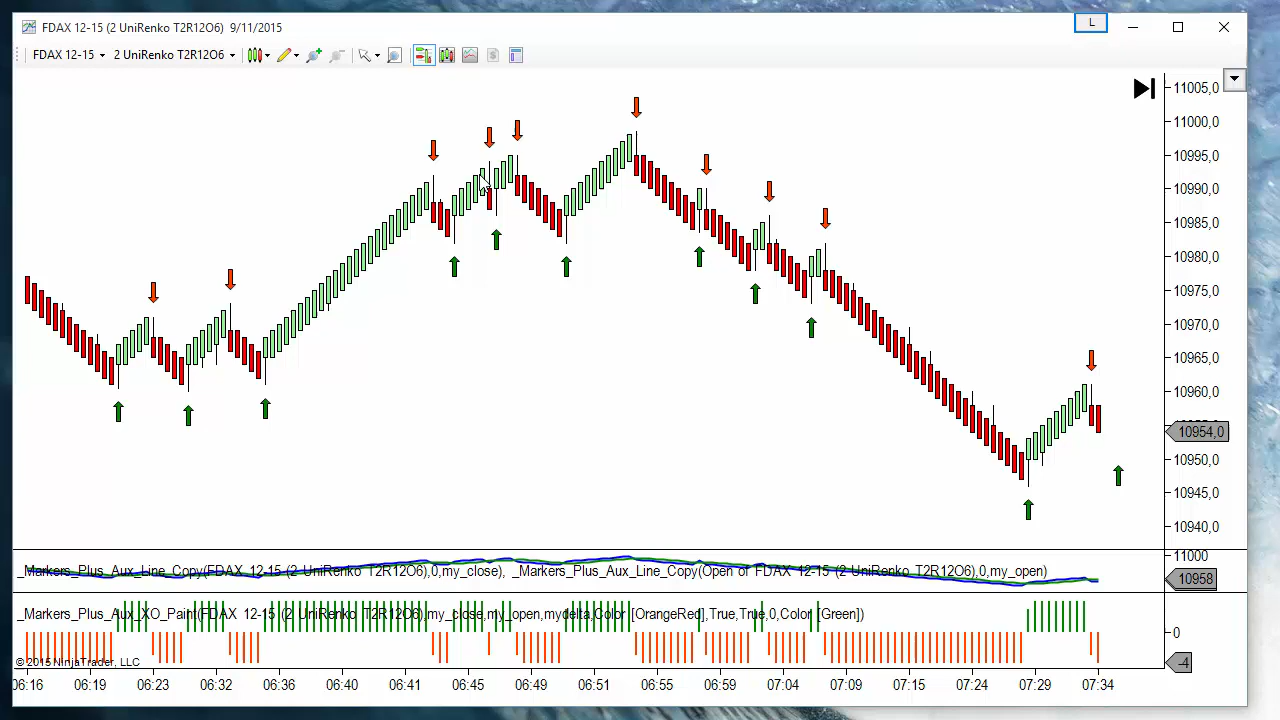 FDAX 12-15 (2 UniRenko T2R12O6)  9/11/2015
L
FDAX 12-15
2 UniRenko T2R12O6
11005,0
11000,0
10995,0
10990,0
10985,0
10980,0
10975,0
10970,0
10965,0
10960,0
10954,0
10950,0
10945,0
10940,0
11000
_Markers_Plus_Aux_Line_Copy(FDAX 12-15 (2 UniRenko T2R12O6),0,my_close), _Markers_Plus_Aux_Line_Copy(Open of FDAX 12-15 (2 UniRenko T2R12O6),0,my_open)
10958
_Markers_Plus_Aux_XO_Paint(FDAX 12-15 (2 UniRenko T2R12O6),my_close,my_open,mydelta,Color [OrangeRed],True,True,0,Color [Green])
0
© 2015 NinjaTrader, LLC
-4
06:16 06:19 06:23 06:32 06:36 06:40 06:41 06:45 06:49 06:51 06:55 06:59 07:04 07:09 07:15 07:24 07:29 07:34